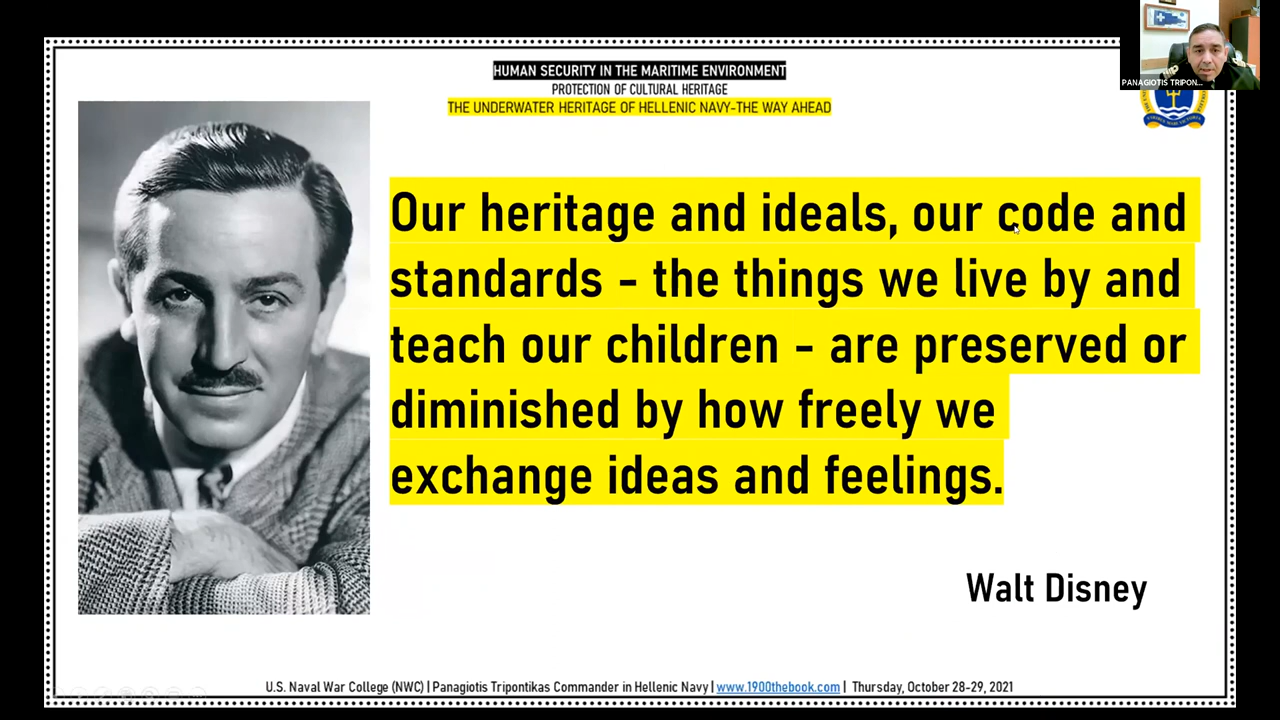 PANAGIOTIS TRIPON...
HUMAN SECURITY IN THE MARITIME ENVIRONMENT
PROTECTION OF CULTURAL HERITAGE
THE UNDERWATER HERITAGE OF HELLENIC NAVY-THE WAY AHEAD
Our heritage and ideals, our code and
standards - the things we live by and
teach our children - are preserved or
diminished by how freely we
exchange ideas and feelings.
Walt Disney
U.S. Naval War College (NWC) | Panagiotis Tripontikas Commander in Hellenic Navy | www.1900thebook.com | Thursday, October 28-29, 2021